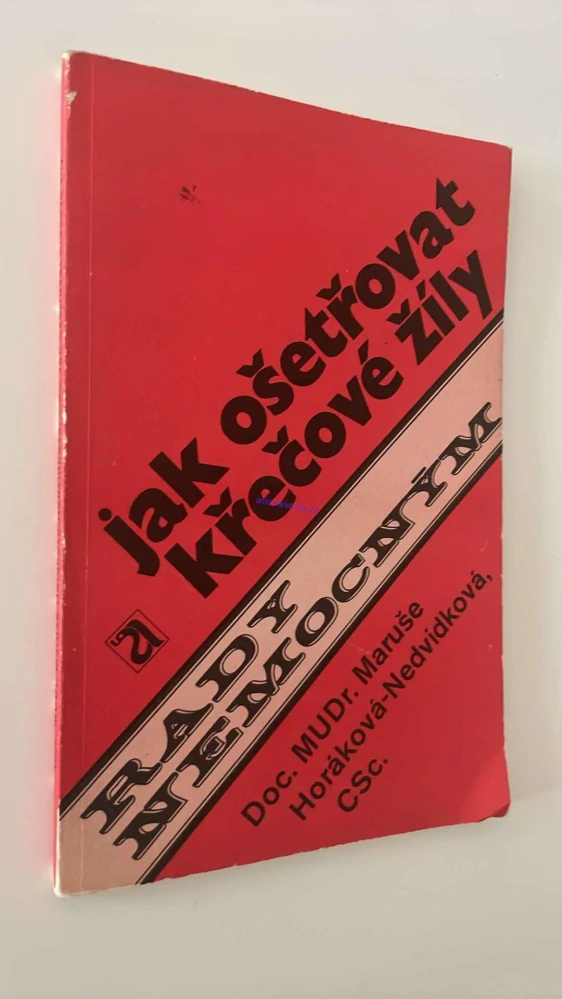 jak ošetřovat
křečové žíly
RADY
NEMOCNÝM
Doc. MUDr. Maruše
Horáková-Nedvídková,
CSc.